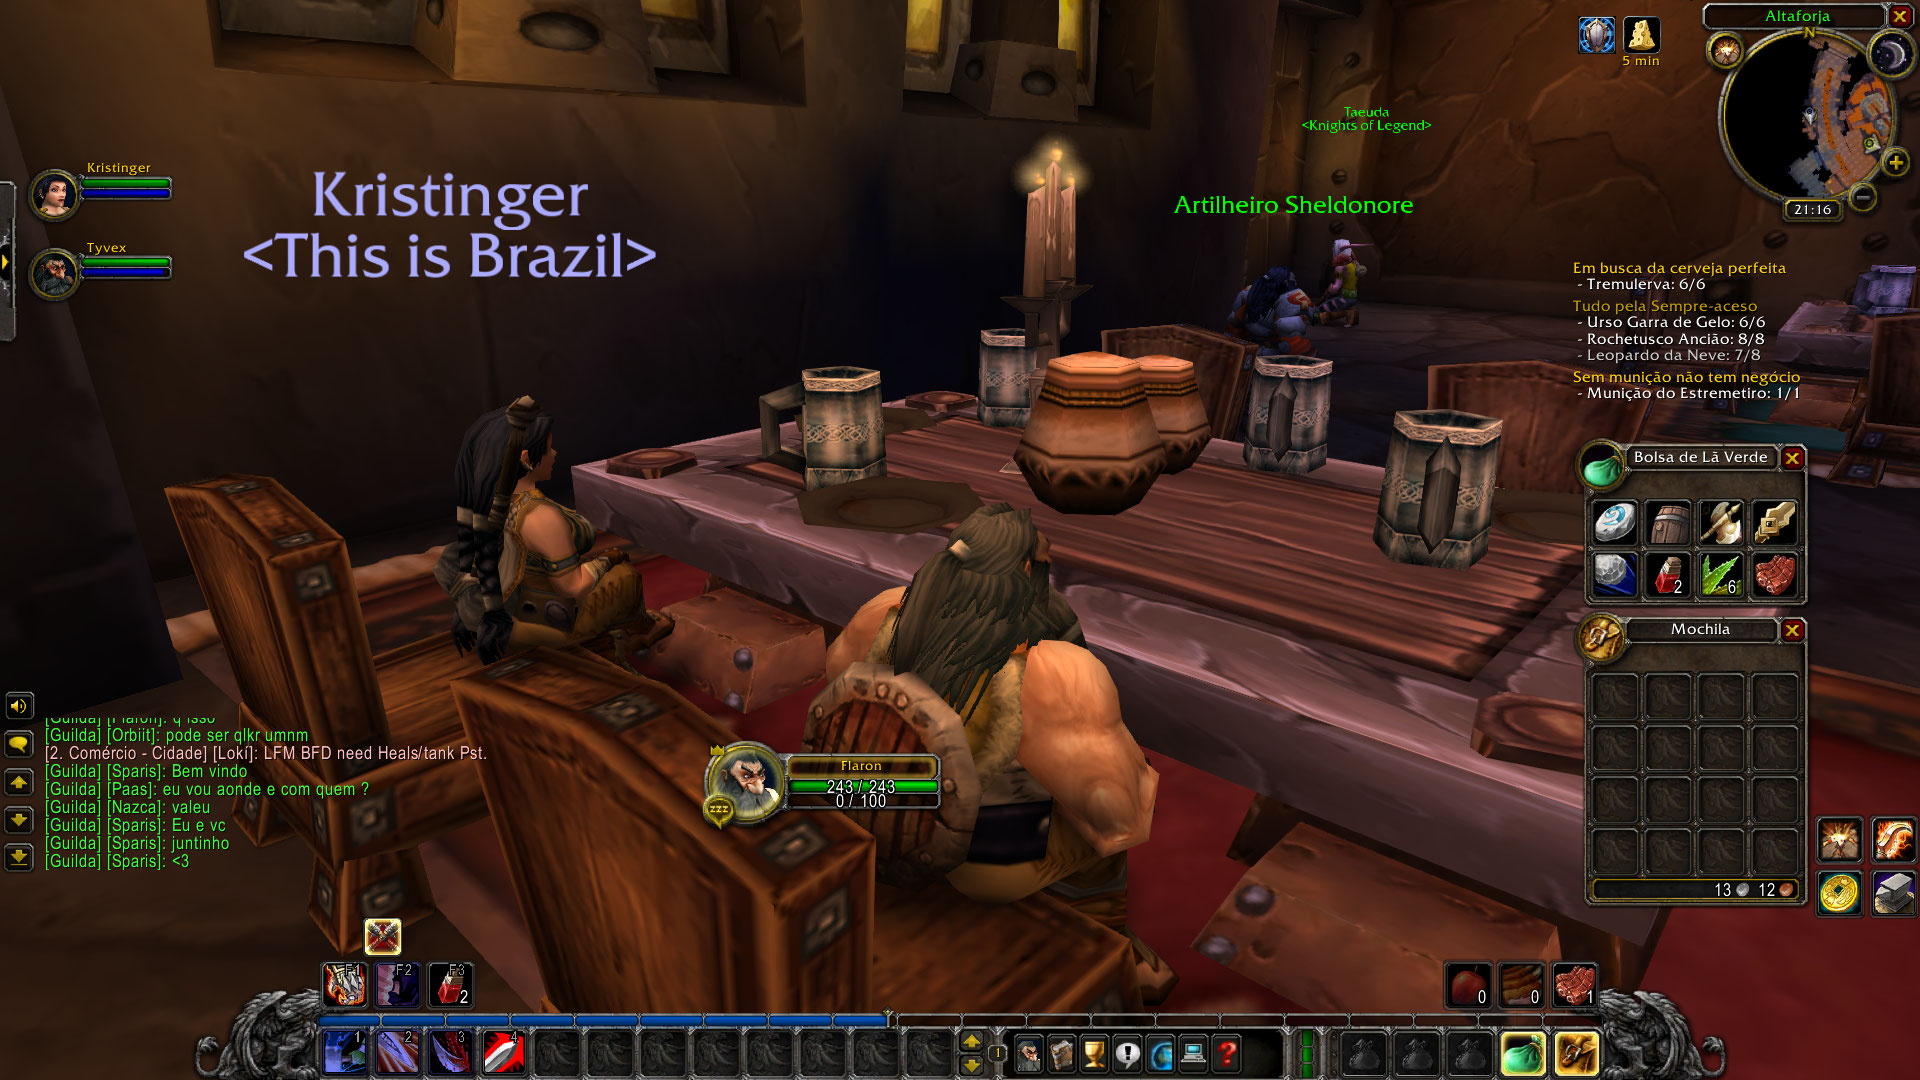 Altaforja
N
5 min
21:16
Taeuda
<Knights of Legend>
Artilheiro Sheldonore
Kristinger
Tyvex
Kristinger
<This is Brazil>
Em busca da cerveja perfeita
- Tremulerva: 6/6
Tudo pela Sempre-aceso
- Urso Garra de Gelo: 6/6
- Rochetusco Ancião: 8/8
- Leopardo da Neve: 7/8
Sem munição não tem negócio
- Munição do Estremetiro: 1/1
Bolsa de Lã Verde
2
6
Mochila
13 12
[Guilda] [Flaron]: q isso
[Guilda] [Orbiit]: pode ser qlkr umnm
[2. Comércio - Cidade] [Lokí]: LFM BFD need Heals/tank Pst.
[Guilda] [Sparis]: Bem vindo
[Guilda] [Paas]: eu vou aonde e com quem ?
[Guilda] [Nazca]: valeu
[Guilda] [Sparis]: Eu e vc
[Guilda] [Sparis]: juntinho
[Guilda] [Sparis]: <3
Flaron
243 / 243
0 / 100
zzz
F1 F2 F3
2
0 0 1
1 2 3 4
1